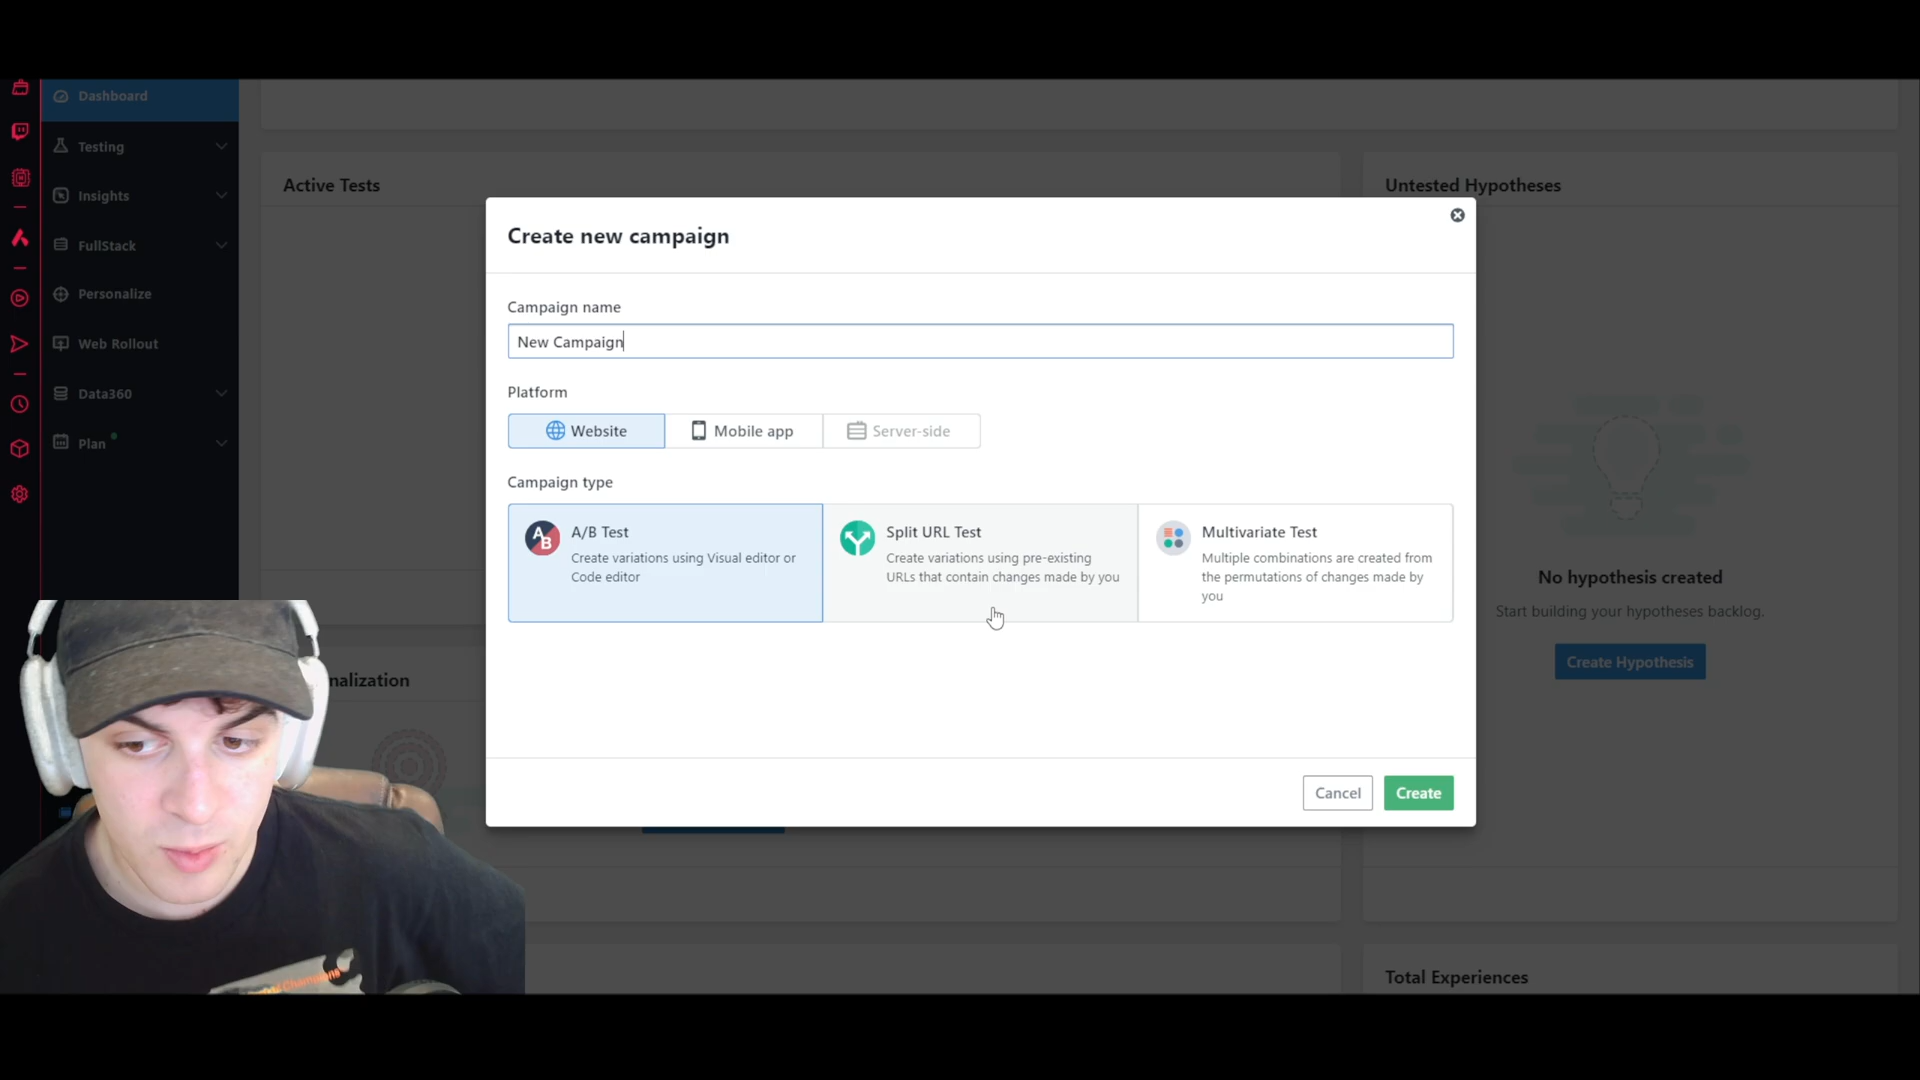 Dashboard
Testing
Insights
FullStack
Personalize
Web Rollout
Data360
Plan
Active Tests
Untested Hypotheses
Create new campaign
Campaign name
New Campaign
Platform
Website
Mobile app
Server-side
Campaign type
A/B Test
Create variations using Visual editor or
Code editor
Split URL Test
Create variations using pre-existing
URLs that contain changes made by you
Multivariate Test
Multiple combinations are created from
the permutations of changes made by
you
Cancel
Create
No hypothesis created
Start building your hypotheses backlog.
Create Hypothesis
nalization
Total Experiences